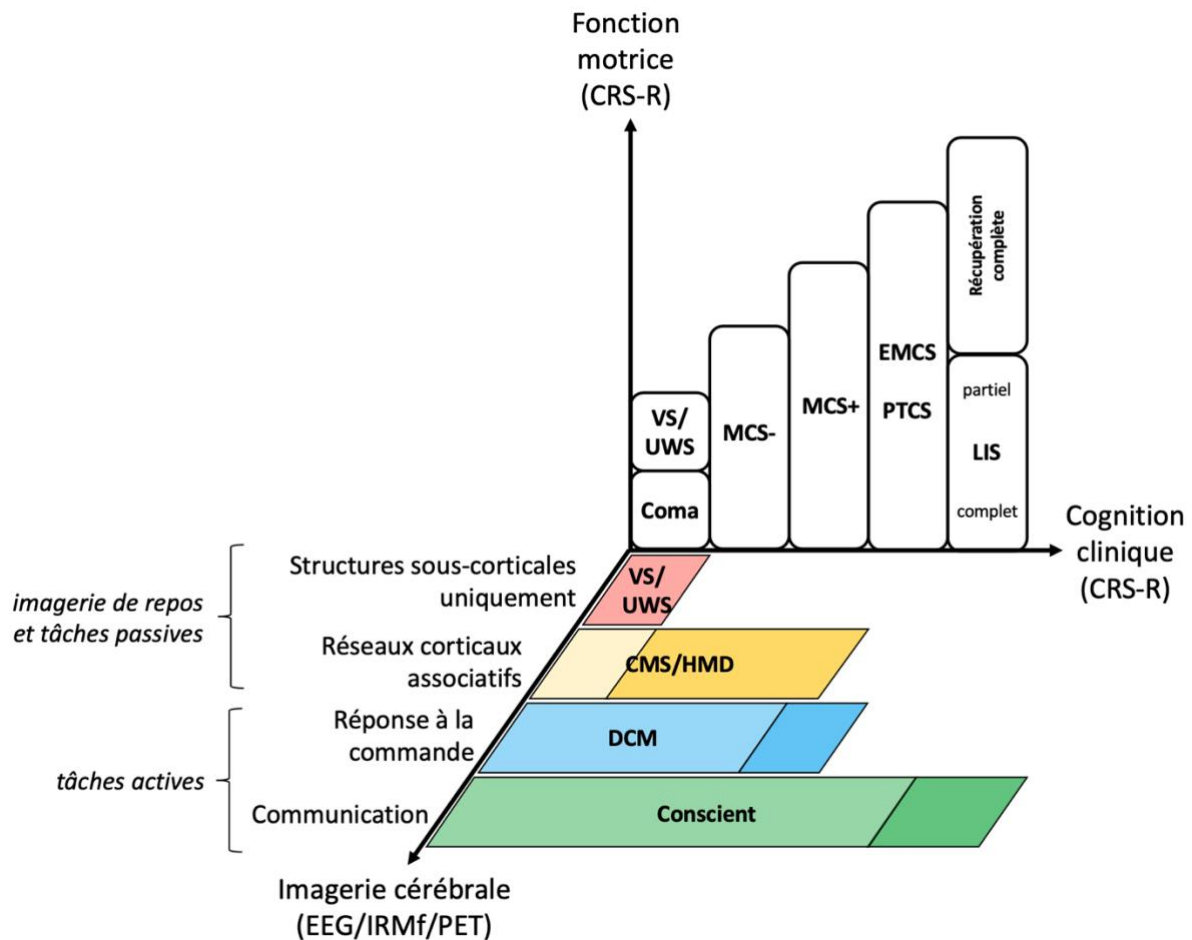 Fonction
motrice
(CRS-R)
Récupération
complète
EMCS
partiel
VS/
UWS
MCS-
MCS+
PTCS
LIS
Coma
complet
Cognition
clinique
(CRS-R)
imagerie de repos
et tâches passives
Structures sous-corticales
uniquement
VS/
UWS
Réseaux corticaux
associatifs
CMS/HMD
tâches actives
Réponse à la
commande
DCM
Communication
Conscient
Imagerie cérébrale
(EEG/IRMf/PET)